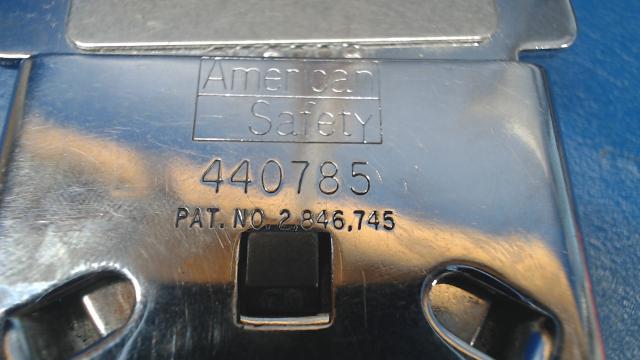 American
Safety
440785
PAT. NO. 2,846,745